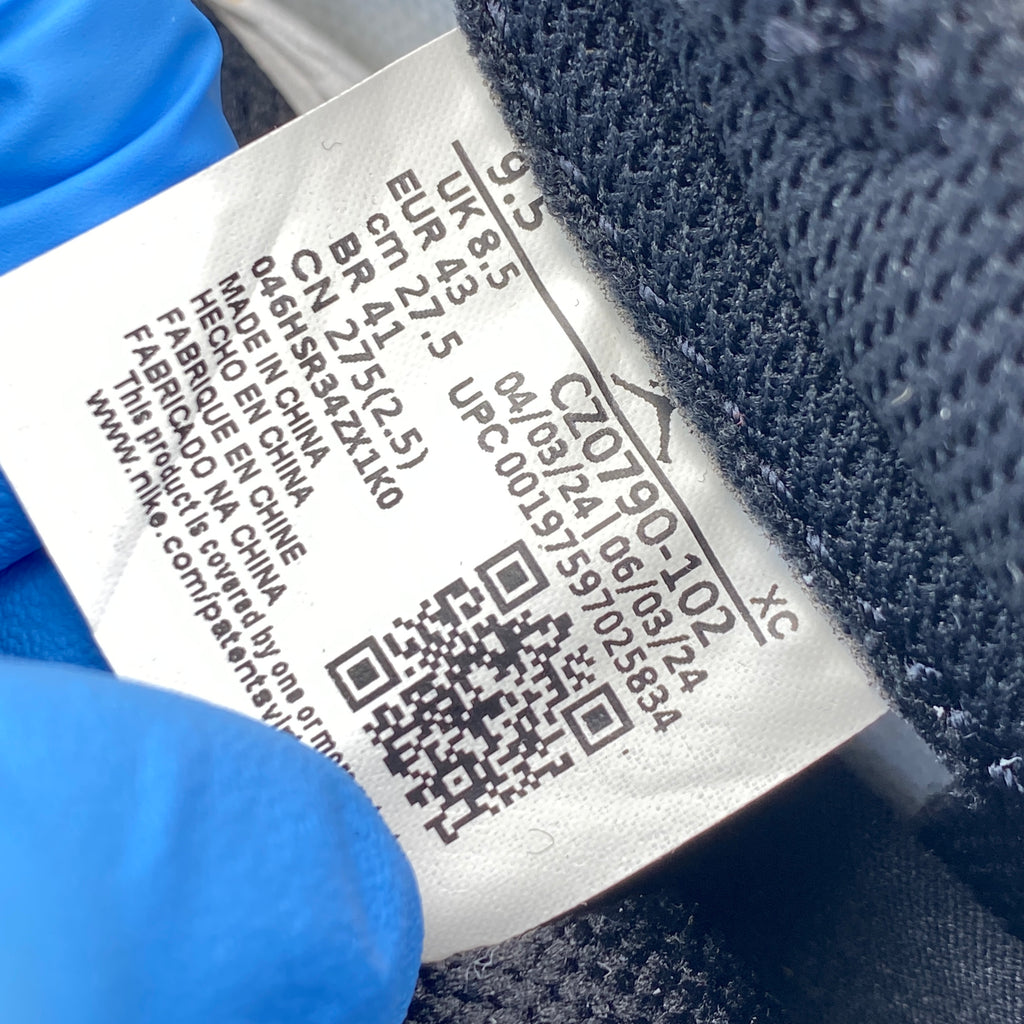 9.5
UK 8.5
EUR 43
cm 27.5
BR 41
CN 275(2.5)
046HSR34ZX1K0
MADE IN CHINA
HECHO EN CHINA
FABRIQUE EN CHINE
FABRICADO NA CHINA
This product is covered by one or more
www.nike.com/patents
XC
CZ0790-102
04/03/24 | 06/03/24
UPC 00197597025834